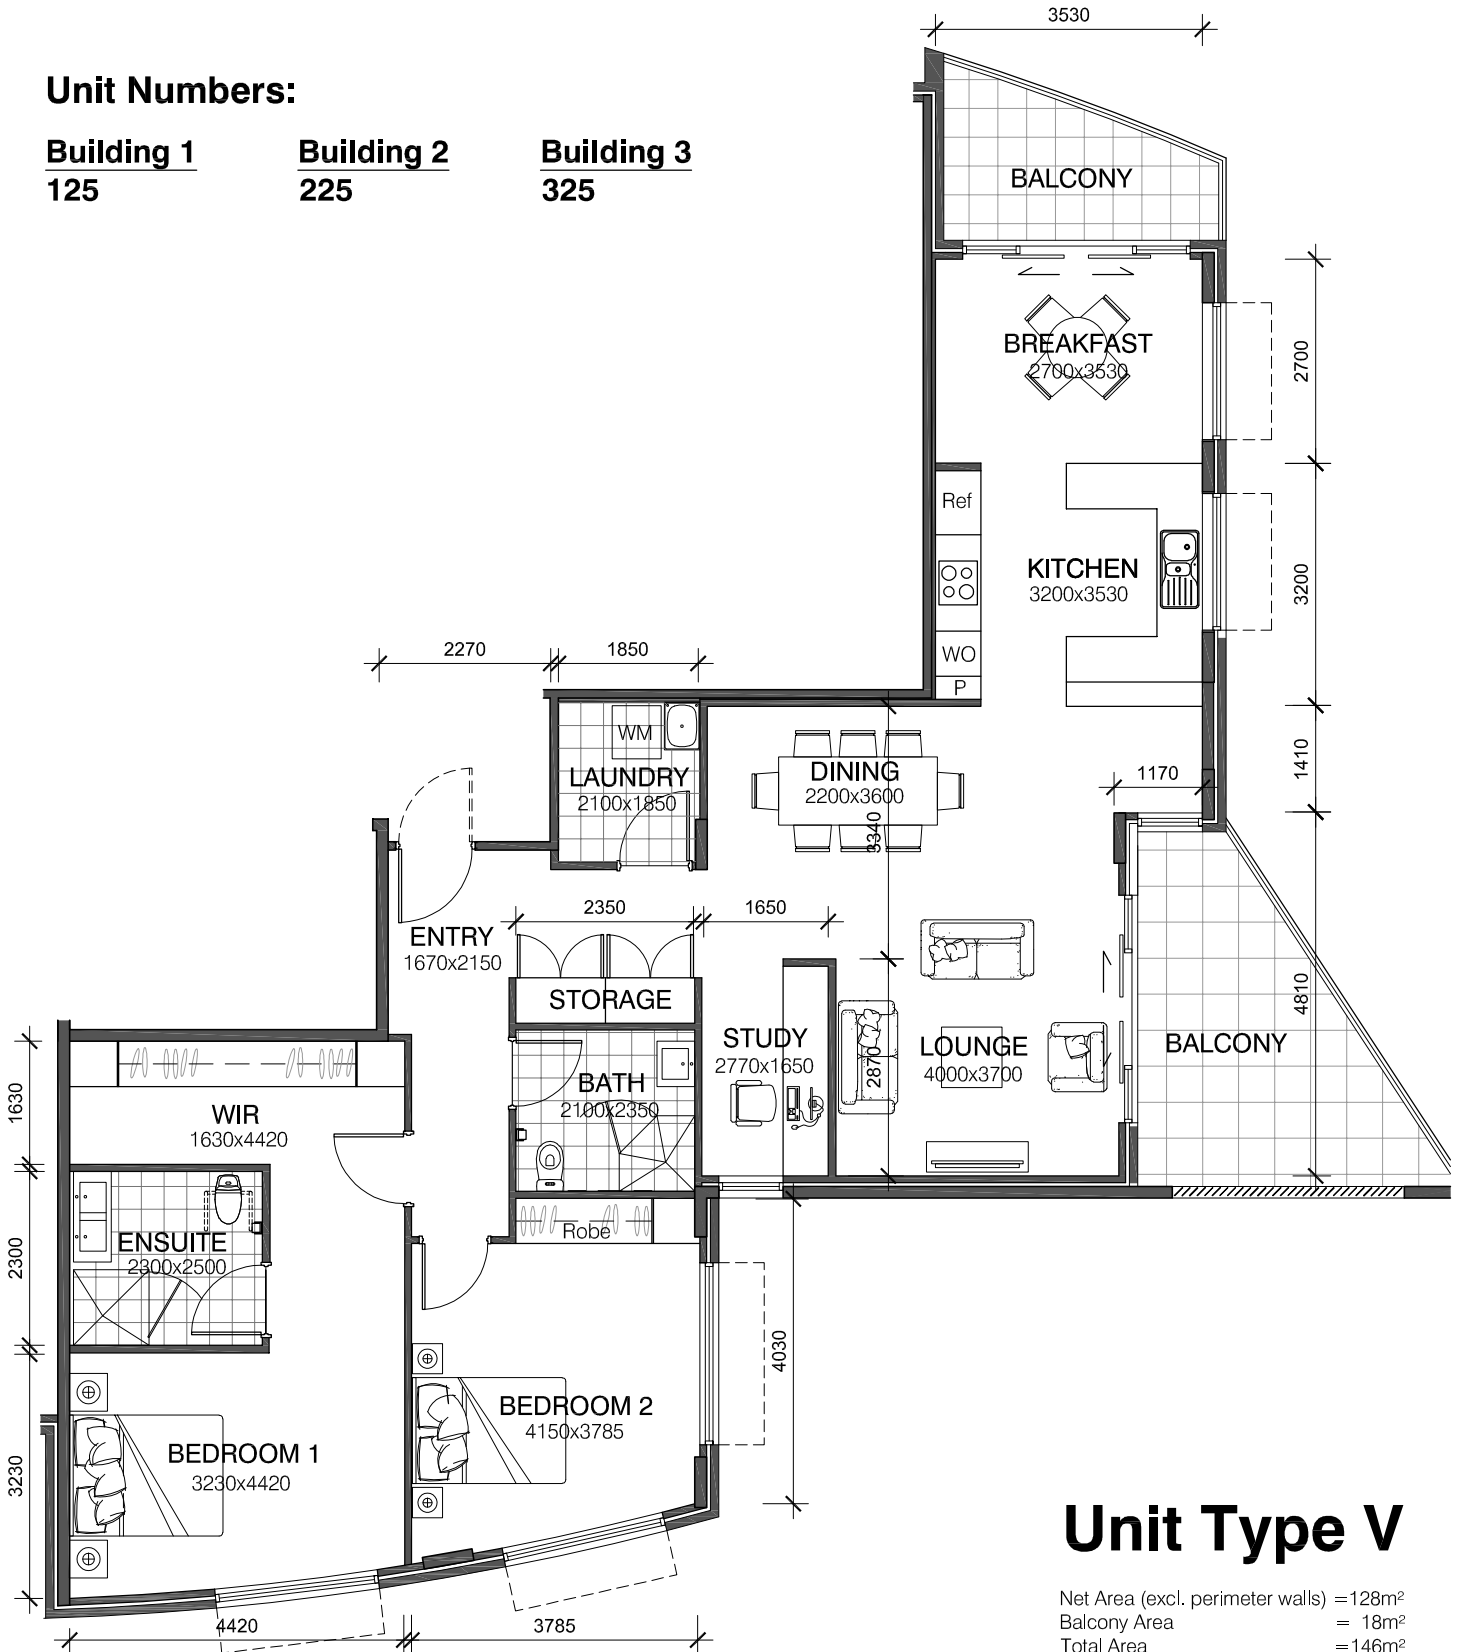 3530
Unit Numbers:
Building 1 Building 2 Building 3
125 225 325
BALCONY
BREAKFAST
2700x3530
2700
Ref
KITCHEN
3200x3530
3200
WO
P
2270 1850
WM
LAUNDRY
2100x1850
DINING
2200x3600
3340
1170
1410
2350 1650
ENTRY
1670x2150
STORAGE
STUDY
2770x1650
2870
LOUNGE
4000x3700
BALCONY
4810
1630
WIR
1630x4420
BATH
2100x2350
2300
ENSUITE
2300x2500
Robe
4030
BEDROOM 2
4150x3785
3230
BEDROOM 1
3230x4420
4420 3785
Unit Type V
Net Area (excl. perimeter walls) =128m²
Balcony Area = 18m²
Total Area =146m²